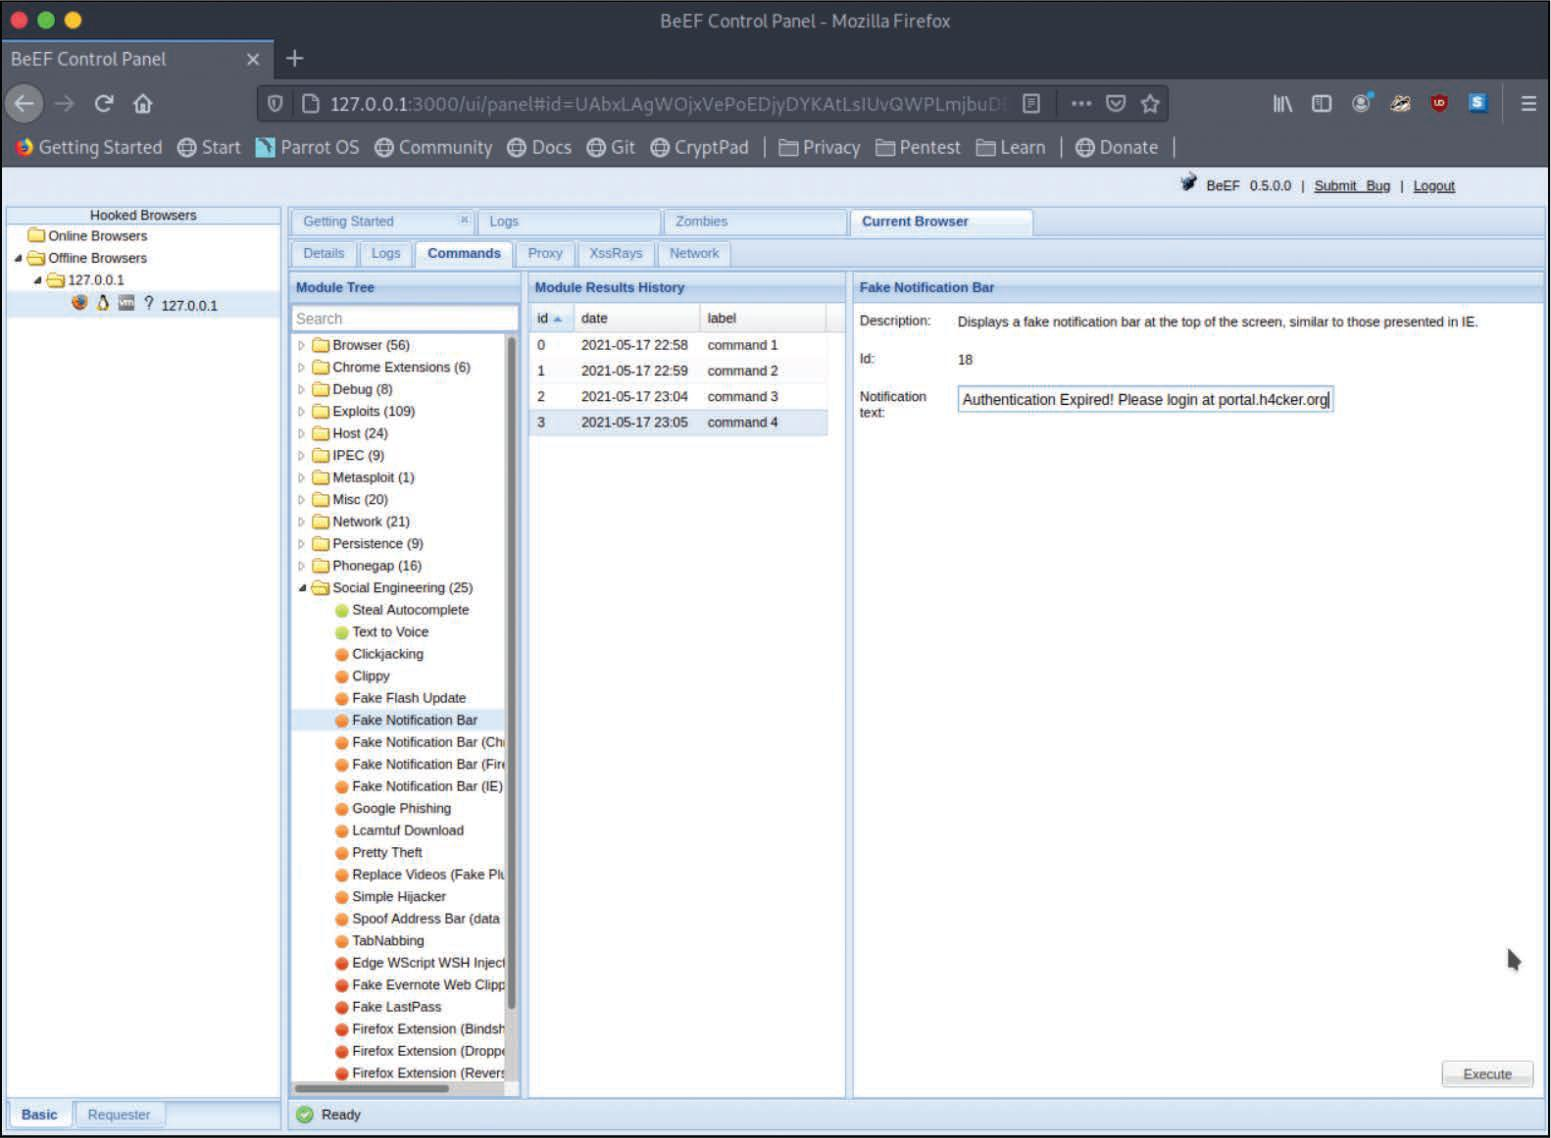 BeEF Control Panel - Mozilla Firefox
BeEF Control Panel
127.0.0.1:3000/ui/panel#id=UAbxLAgWOjxVePoEDjyDYKAtLsIUvQWPLmjbuD
Getting Started Start Parrot OS Community Docs Git CryptPad Privacy Pentest Learn Donate
BeEF 0.5.0.0 | Submit Bug | Logout
Hooked Browsers
Online Browsers
Offline Browsers
127.0.0.1
? 127.0.0.1
Basic Requester
Getting Started Logs Zombies Current Browser
Details Logs Commands Proxy XssRays Network
Module Tree
Search
Browser (56)
Chrome Extensions (6)
Debug (8)
Exploits (109)
Host (24)
IPEC (9)
Metasploit (1)
Misc (20)
Network (21)
Persistence (9)
Phonegap (16)
Social Engineering (25)
Steal Autocomplete
Text to Voice
Clickjacking
Clippy
Fake Flash Update
Fake Notification Bar
Fake Notification Bar (Ch
Fake Notification Bar (Fire
Fake Notification Bar (IE)
Google Phishing
Lcamtuf Download
Pretty Theft
Replace Videos (Fake Plu
Simple Hijacker
Spoof Address Bar (data
TabNabbing
Edge WScript WSH Inject
Fake Evernote Web Clipp
Fake LastPass
Firefox Extension (Bindsh
Firefox Extension (Droppe
Firefox Extension (Revers
Module Results History
id date label
0 2021-05-17 22:58 command 1
1 2021-05-17 22:59 command 2
2 2021-05-17 23:04 command 3
3 2021-05-17 23:05 command 4
Fake Notification Bar
Description: Displays a fake notification bar at the top of the screen, similar to those presented in IE.
Id: 18
Notification text: Authentication Expired! Please login at portal.h4cker.org
Execute
Ready